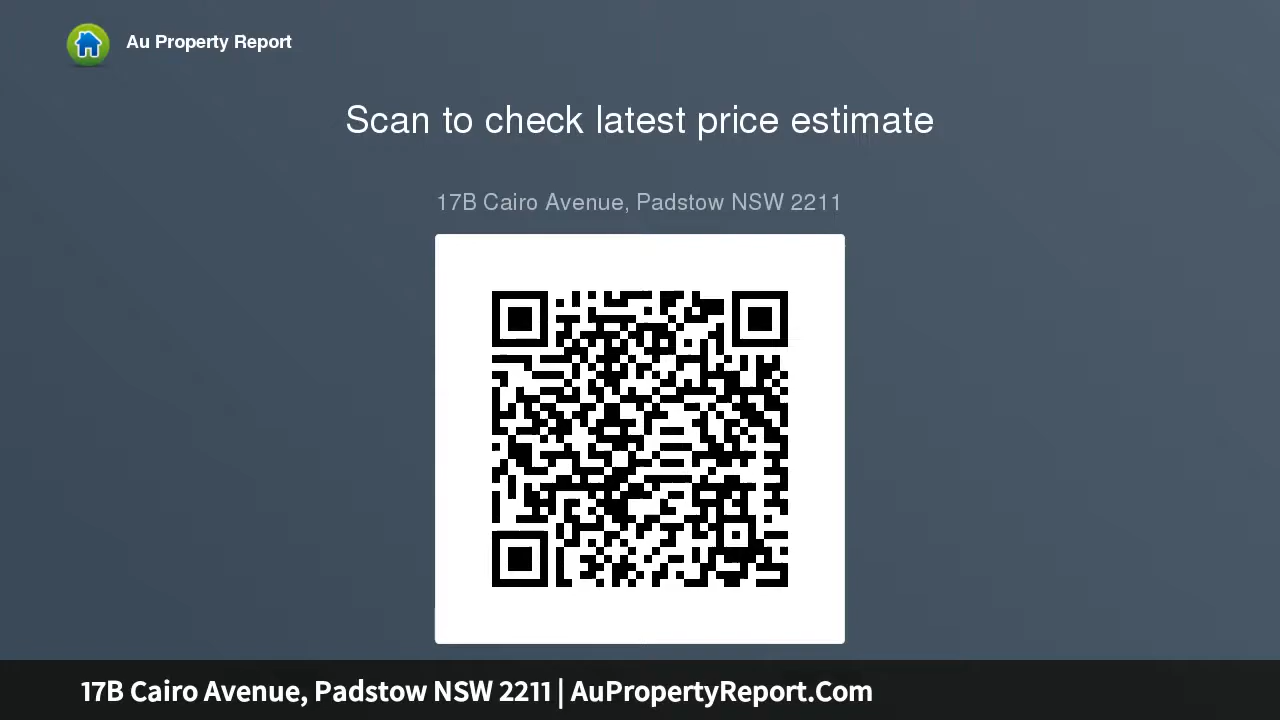 Au Property Report
Scan to check latest price estimate
17B Cairo Avenue, Padstow NSW 2211
17B Cairo Avenue, Padstow NSW 2211 | AuPropertyReport.Com